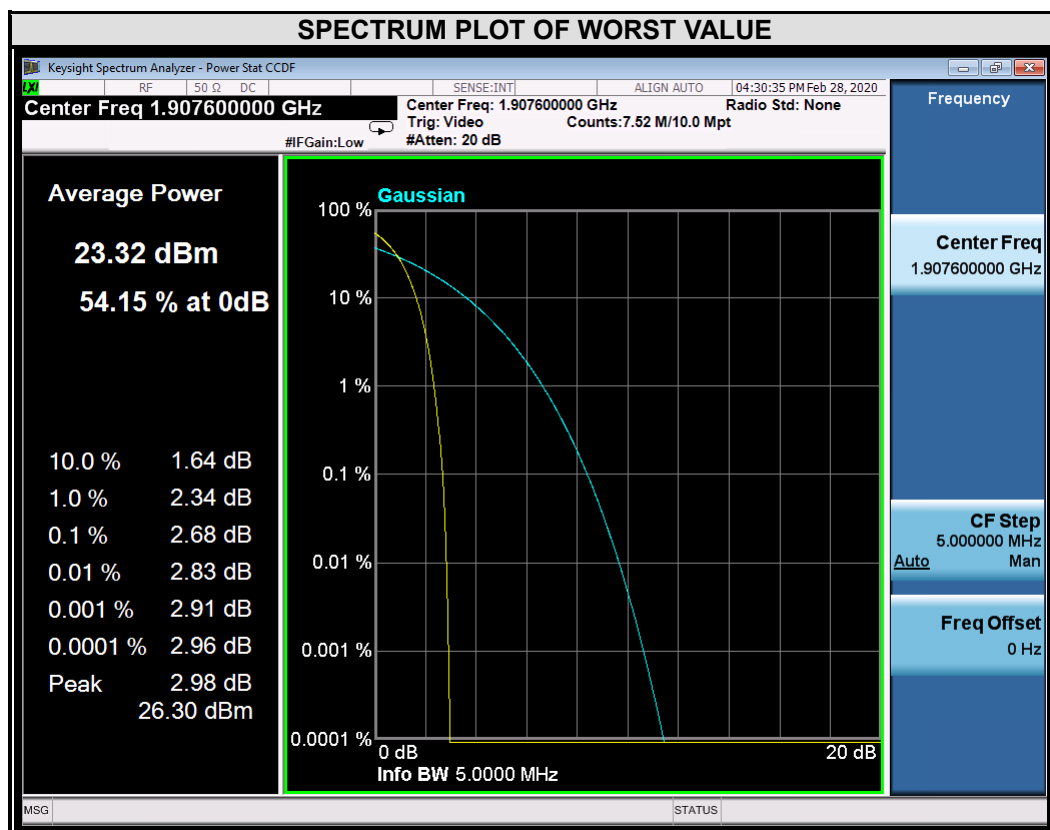 SPECTRUM PLOT OF WORST VALUE
Keysight Spectrum Analyzer - Power Stat CCDF
LXI RF 50 Ω DC SENSE:INT ALIGN AUTO 04:30:35 PM Feb 28, 2020
Center Freq 1.907600000 GHz
#IFGain:Low
Center Freq: 1.907600000 GHz
Radio Std: None
Trig: Video
Counts:7.52 M/10.0 Mpt
#Atten: 20 dB
Average Power
23.32 dBm
54.15 % at 0dB
10.0 % 1.64 dB
1.0 % 2.34 dB
0.1 % 2.68 dB
0.01 % 2.83 dB
0.001 % 2.91 dB
0.0001 % 2.96 dB
Peak 2.98 dB
26.30 dBm
Gaussian
100 %
10 %
1 %
0.1 %
0.01 %
0.001 %
0.0001 %
0 dB
20 dB
Info BW 5.0000 MHz
Frequency
Center Freq
1.907600000 GHz
CF Step
5.000000 MHz
Auto Man
Freq Offset
0 Hz
MSG
STATUS